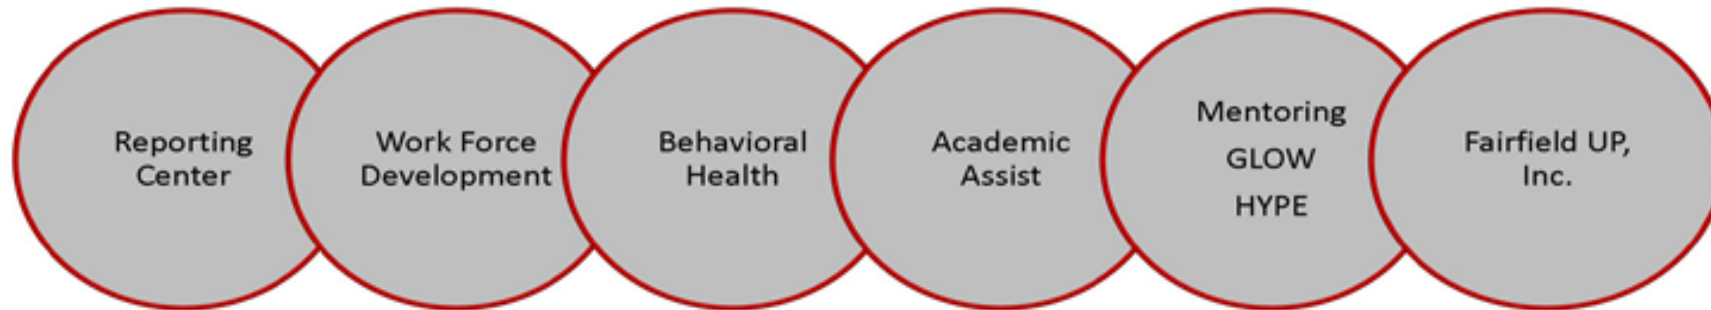 Reporting
Center
Work Force
Development
Behavioral
Health
Academic
Assist
Mentoring
GLOW
HYPE
Fairfield UP,
Inc.